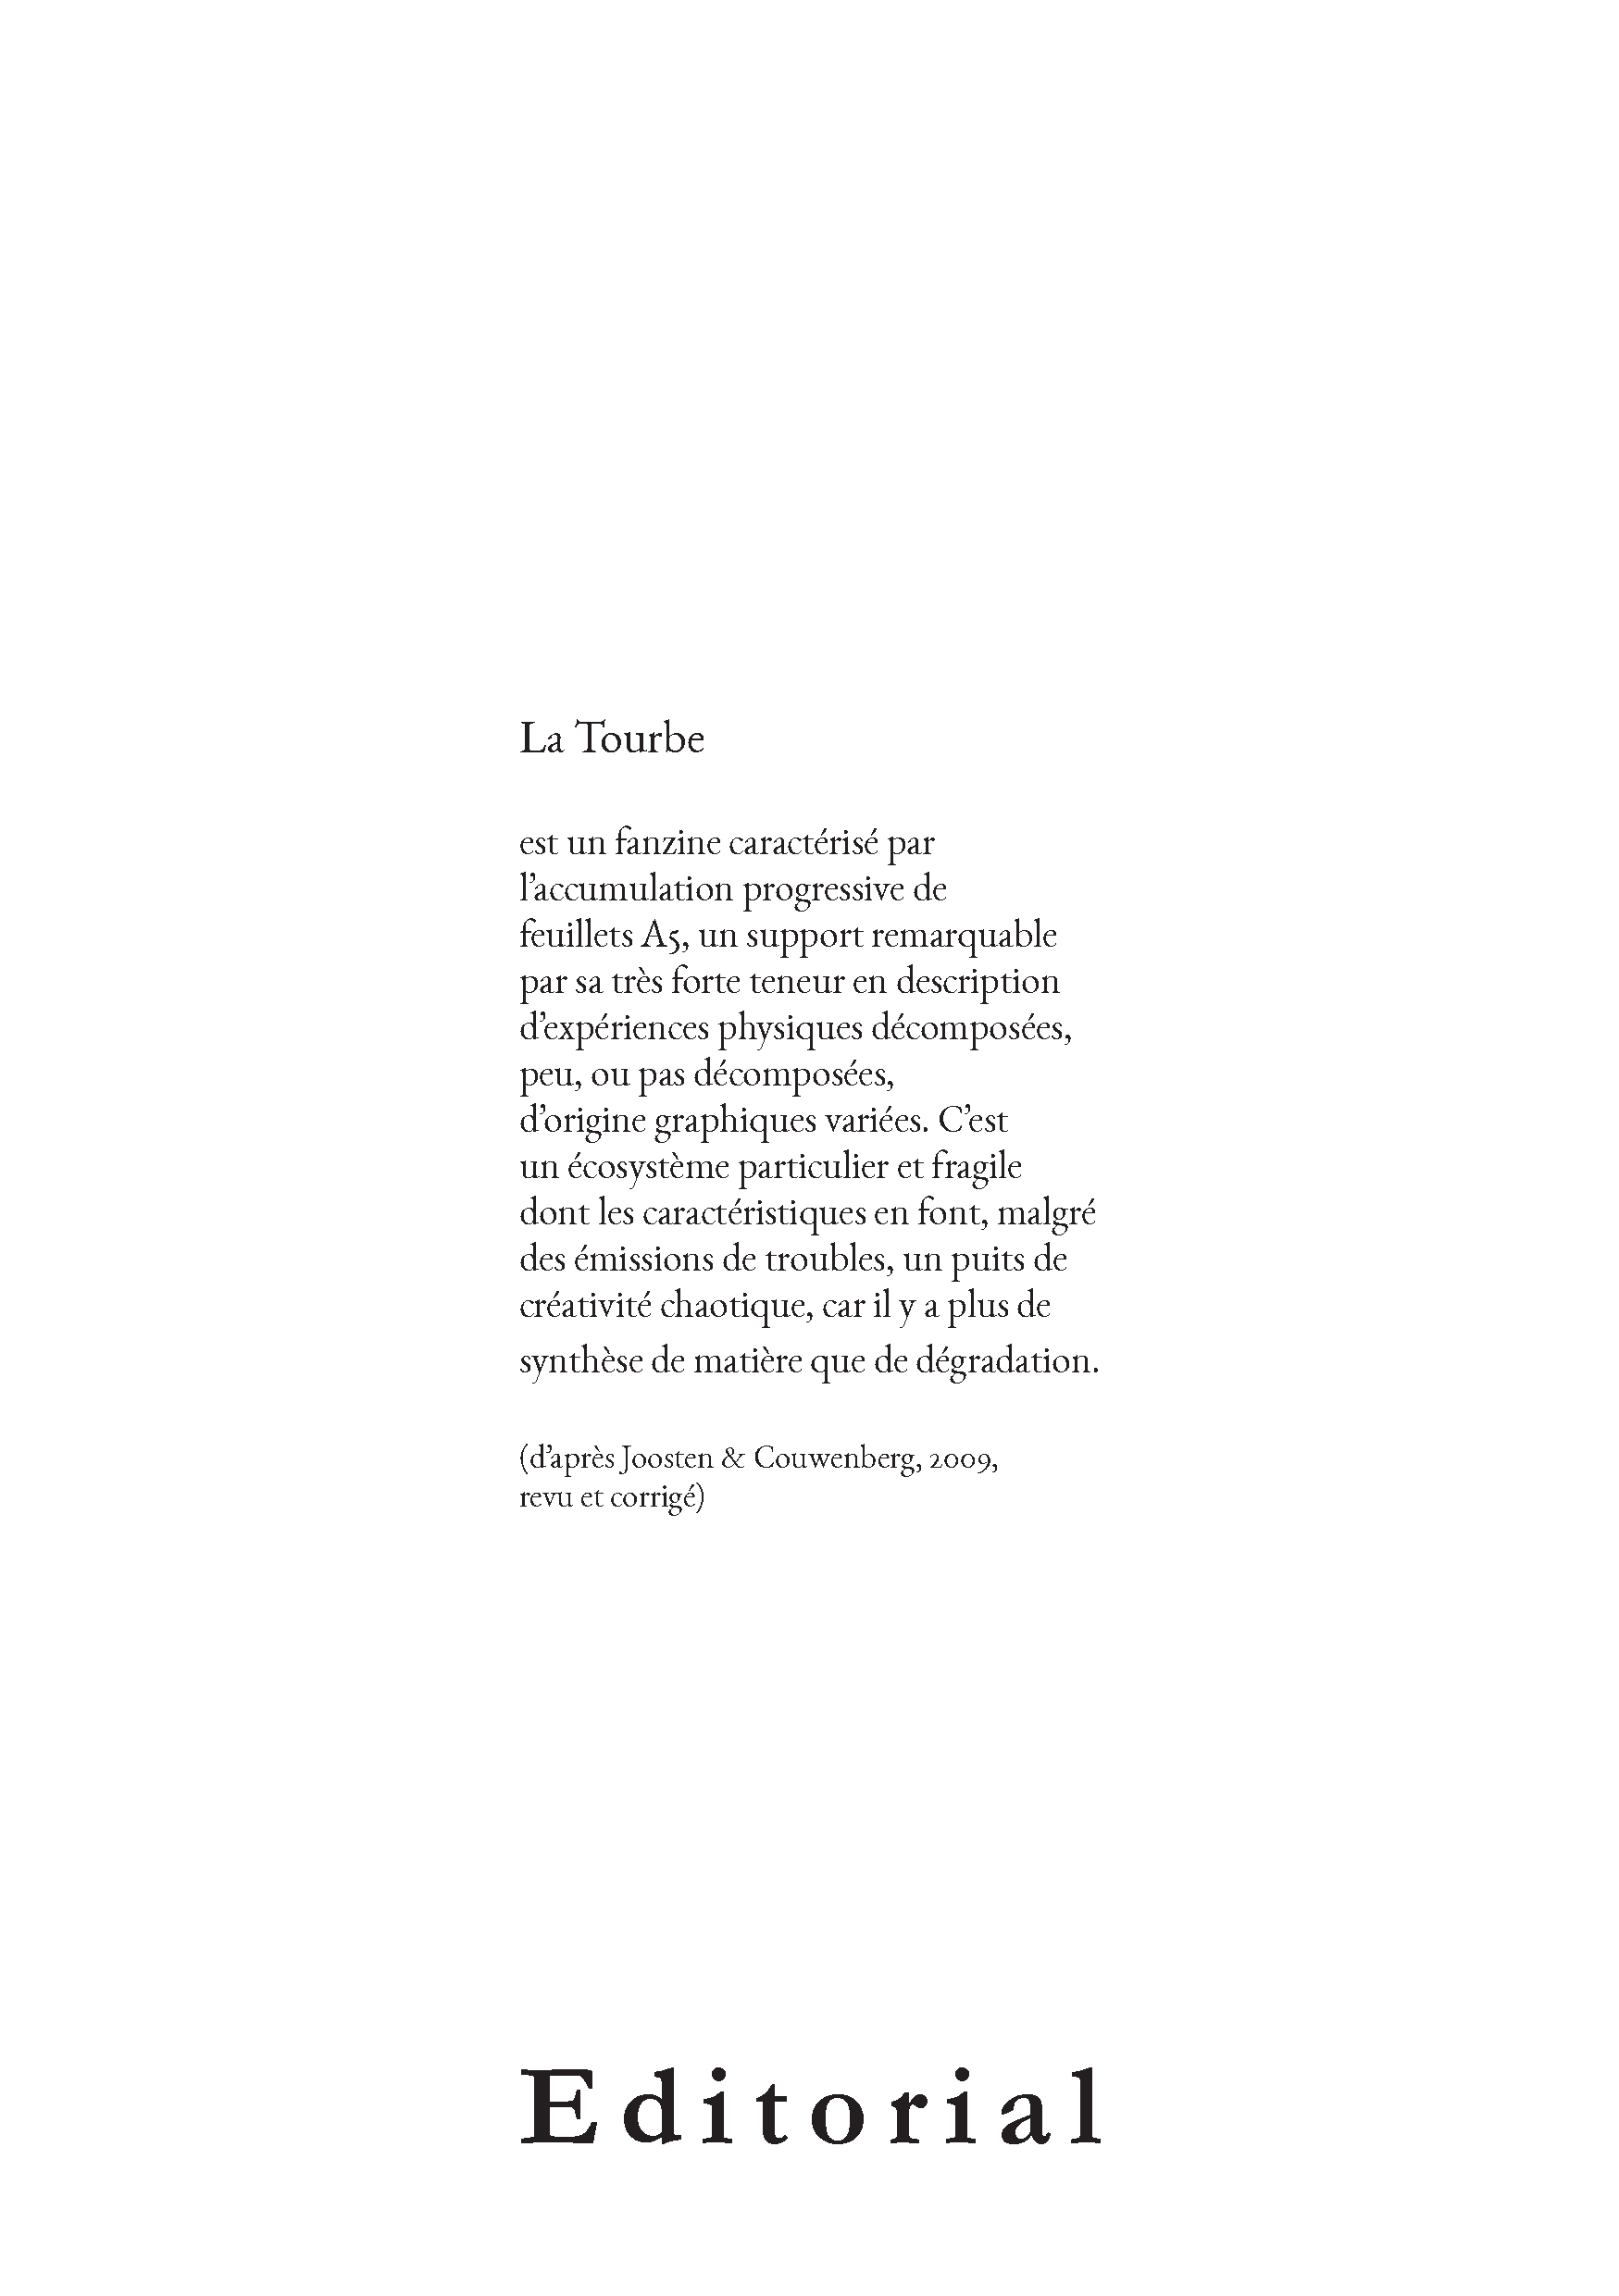 La Tourbe
est un fanzine caractérisé par
l’accumulation progressive de
feuillets A5, un support remarquable
par sa très forte teneur en description
d’expériences physiques décomposées,
peu, ou pas décomposées,
d’origine graphiques variées. C’est
un écosystème particulier et fragile
dont les caractéristiques en font, malgré
des émissions de troubles, un puits de
créativité chaotique, car il y a plus de
synthèse de matière que de dégradation.
(d’après Joosten & Couwenberg, 2009,
revu et corrigé)
Editorial